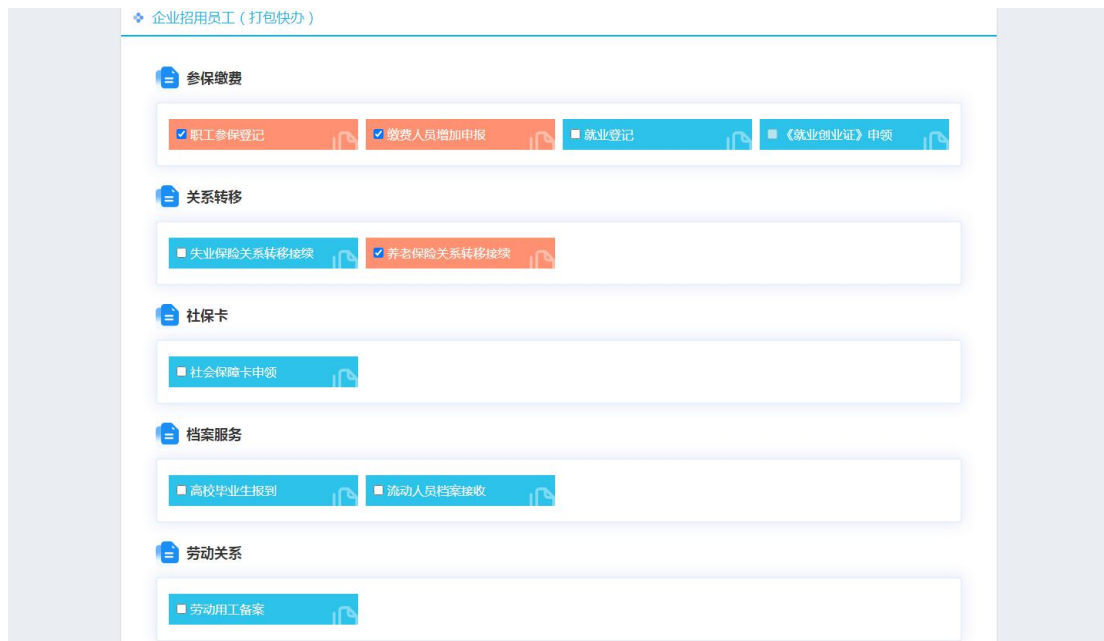 企业招用员工（打包快办）
参保缴费
职工参保登记 缴费人员增加申报 就业登记 《就业创业证》申领
关系转移
失业保险关系转移接续 养老保险关系转移接续
社保卡
社会保障卡申领
档案服务
高校毕业生报到 流动人员档案接收
劳动关系
劳动用工备案